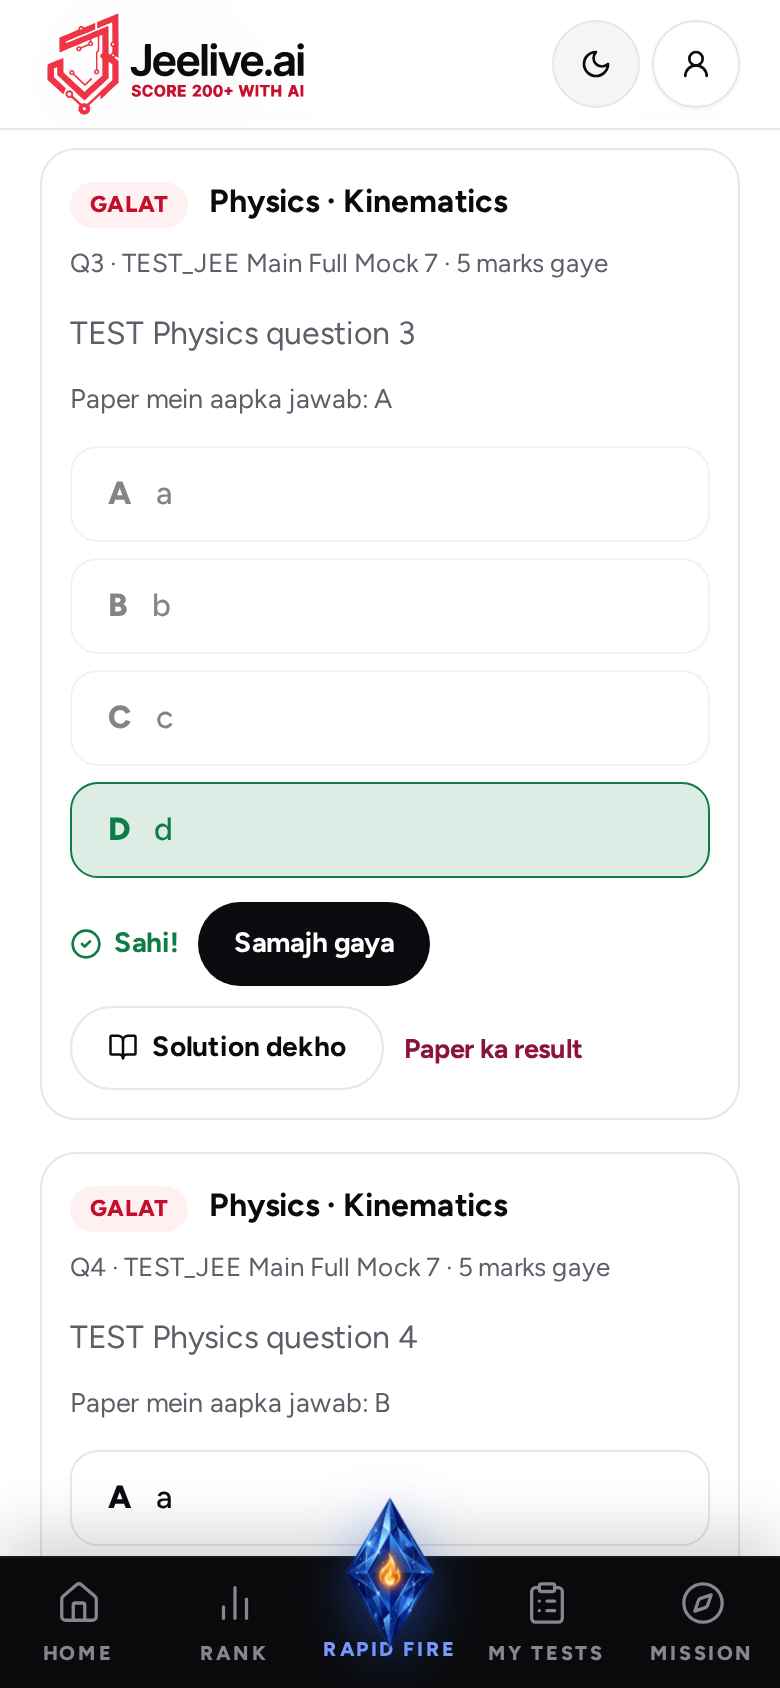 Jeelive.ai
SCORE 200+ WITH AI
GALAT Physics · Kinematics
Q3 · TEST_JEE Main Full Mock 7 · 5 marks gaye
TEST Physics question 3
Paper mein aapka jawab: A
A a
B b
C c
D d
Sahi! Samajh gaya
Solution dekho Paper ka result
GALAT Physics · Kinematics
Q4 · TEST_JEE Main Full Mock 7 · 5 marks gaye
TEST Physics question 4
Paper mein aapka jawab: B
A a
HOME RANK RAPID FIRE MY TESTS MISSION